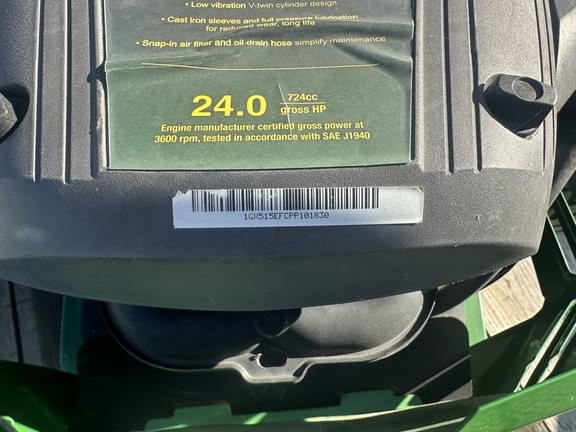 • Low vibration V-twin cylinder design
• Cast iron sleeves and full pressure lubrication
for reduced wear, long life
• Snap-in air filter and oil drain hose simplify maintenance
24.0 724cc
gross HP
Engine manufacturer certified gross power at
3600 rpm, tested in accordance with SAE J1940
1GX515EFCPP101830